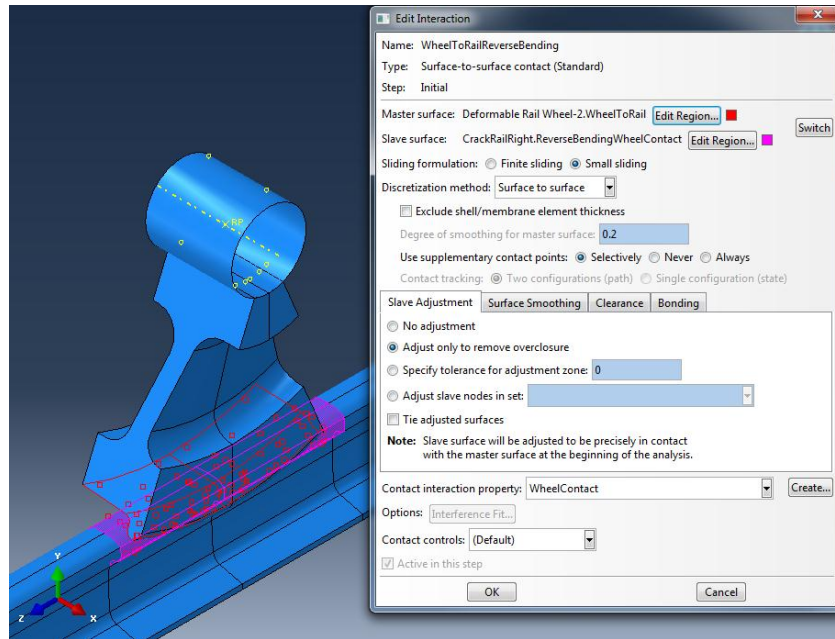 Edit Interaction
X
Name: WheelToRailReverseBending
Type: Surface-to-surface contact (Standard)
Step: Initial
Master surface: Deformable Rail Wheel-2.WheelToRail Edit Region...
Switch
Slave surface: CrackRailRight.ReverseBendingWheelContact Edit Region...
Sliding formulation: Finite sliding Small sliding
Discretization method: Surface to surface
Exclude shell/membrane element thickness
Degree of smoothing for master surface: 0.2
Use supplementary contact points: Selectively Never Always
Contact tracking: Two configurations (path) Single configuration (state)
Slave Adjustment Surface Smoothing Clearance Bonding
No adjustment
Adjust only to remove overclosure
Specify tolerance for adjustment zone: 0
Adjust slave nodes in set:
Tie adjusted surfaces
Note: Slave surface will be adjusted to be precisely in contact
with the master surface at the beginning of the analysis.
Contact interaction property: WheelContact Create...
Options: Interference Fit...
Contact controls: (Default)
Active in this step
OK Cancel
RP
Y
Z X